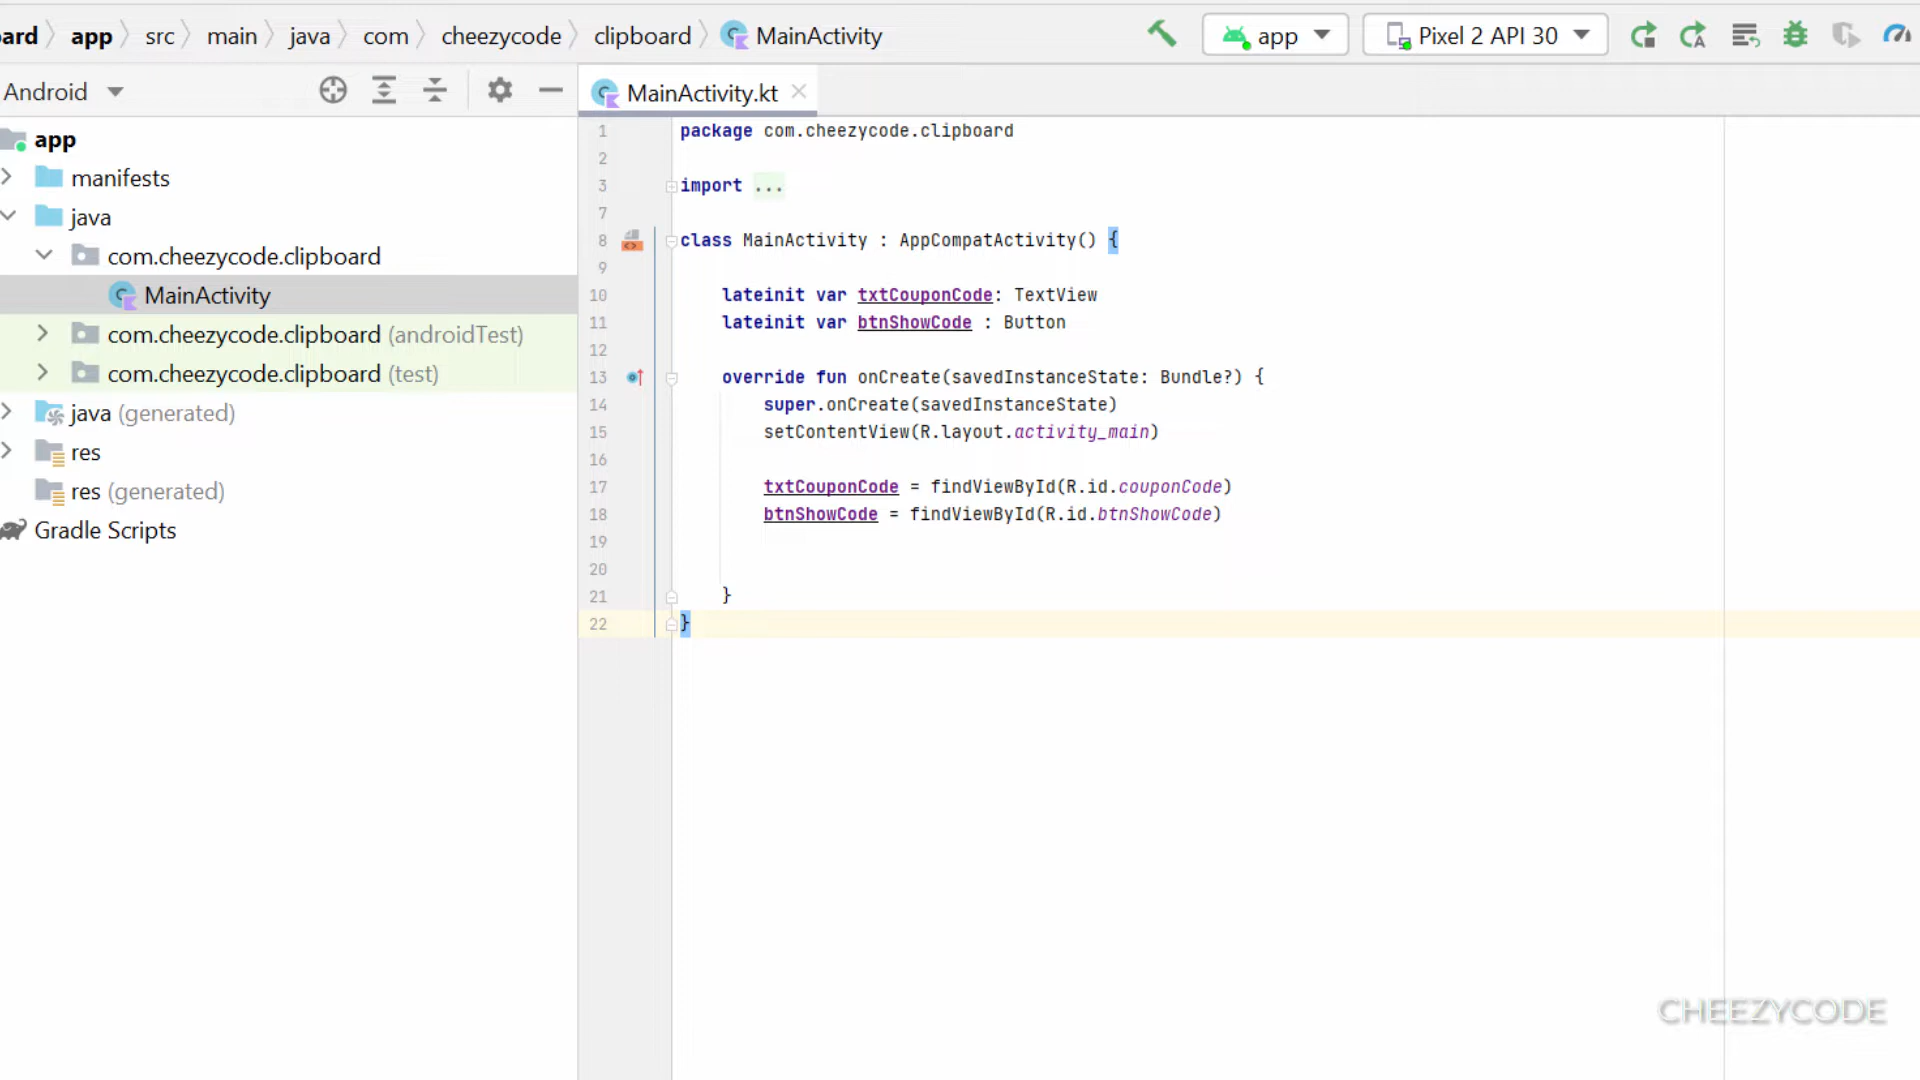 ard app src main java com cheezycode clipboard MainActivity app Pixel 2 API 30
Android
MainActivity.kt
app
manifests
java
com.cheezycode.clipboard
MainActivity
com.cheezycode.clipboard (androidTest)
com.cheezycode.clipboard (test)
java (generated)
res
res (generated)
Gradle Scripts
1 package com.cheezycode.clipboard
2
3 import ...
7
8 class MainActivity : AppCompatActivity() {
9
10 lateinit var txtCouponCode: TextView
11 lateinit var btnShowCode : Button
12
13 override fun onCreate(savedInstanceState: Bundle?) {
14 super.onCreate(savedInstanceState)
15 setContentView(R.layout.activity_main)
16
17 txtCouponCode = findViewById(R.id.couponCode)
18 btnShowCode = findViewById(R.id.btnShowCode)
19
20
21 }
22 }
CHEEZYCODE